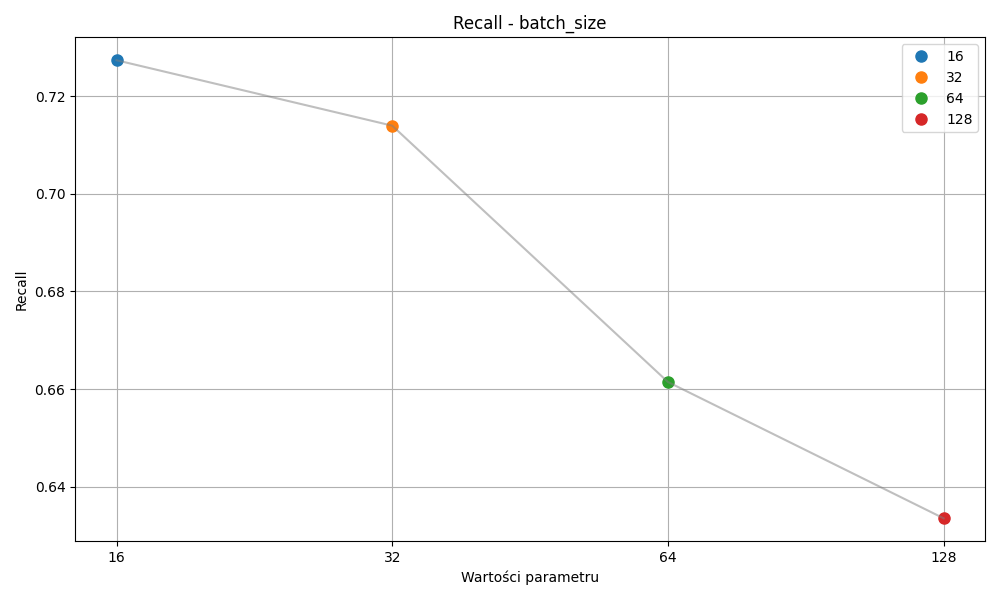 Recall - batch_size
16
32
64
128
0.72
0.70
0.68
0.66
0.64
Recall
16 32 64 128
Wartości parametru